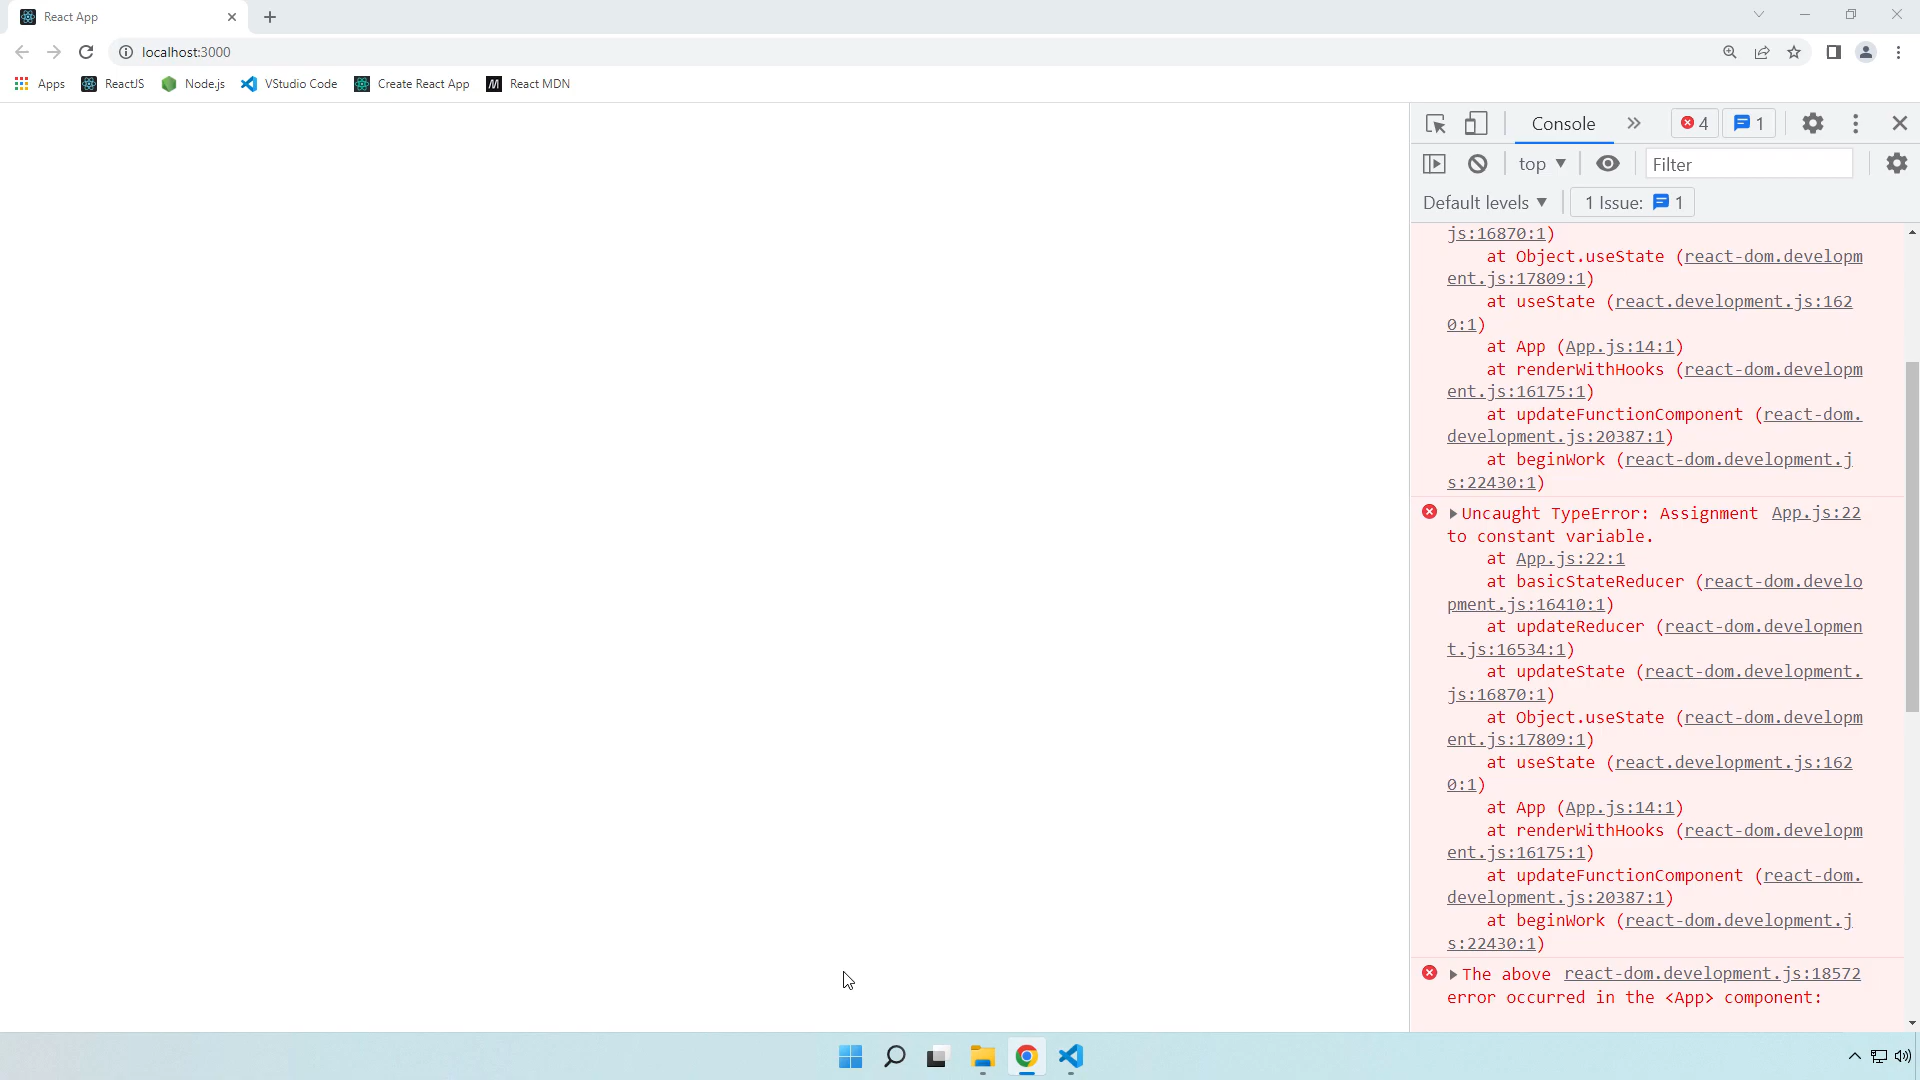 React App
localhost:3000
Apps ReactJS Node.js VStudio Code Create React App React MDN
Console 4 1
top Filter
Default levels 1 Issue: 1
js:16870:1)
at Object.useState (react-dom.developm
ent.js:17809:1)
at useState (react.development.js:162
0:1)
at App (App.js:14:1)
at renderWithHooks (react-dom.developm
ent.js:16175:1)
at updateFunctionComponent (react-dom.
development.js:20387:1)
at beginWork (react-dom.development.j
s:22430:1)
Uncaught TypeError: Assignment App.js:22
to constant variable.
at App.js:22:1
at basicStateReducer (react-dom.develo
pment.js:16410:1)
at updateReducer (react-dom.developmen
t.js:16534:1)
at updateState (react-dom.development.
js:16870:1)
at Object.useState (react-dom.developm
ent.js:17809:1)
at useState (react.development.js:162
0:1)
at App (App.js:14:1)
at renderWithHooks (react-dom.developm
ent.js:16175:1)
at updateFunctionComponent (react-dom.
development.js:20387:1)
at beginWork (react-dom.development.j
s:22430:1)
The above react-dom.development.js:18572
error occurred in the <App> component: